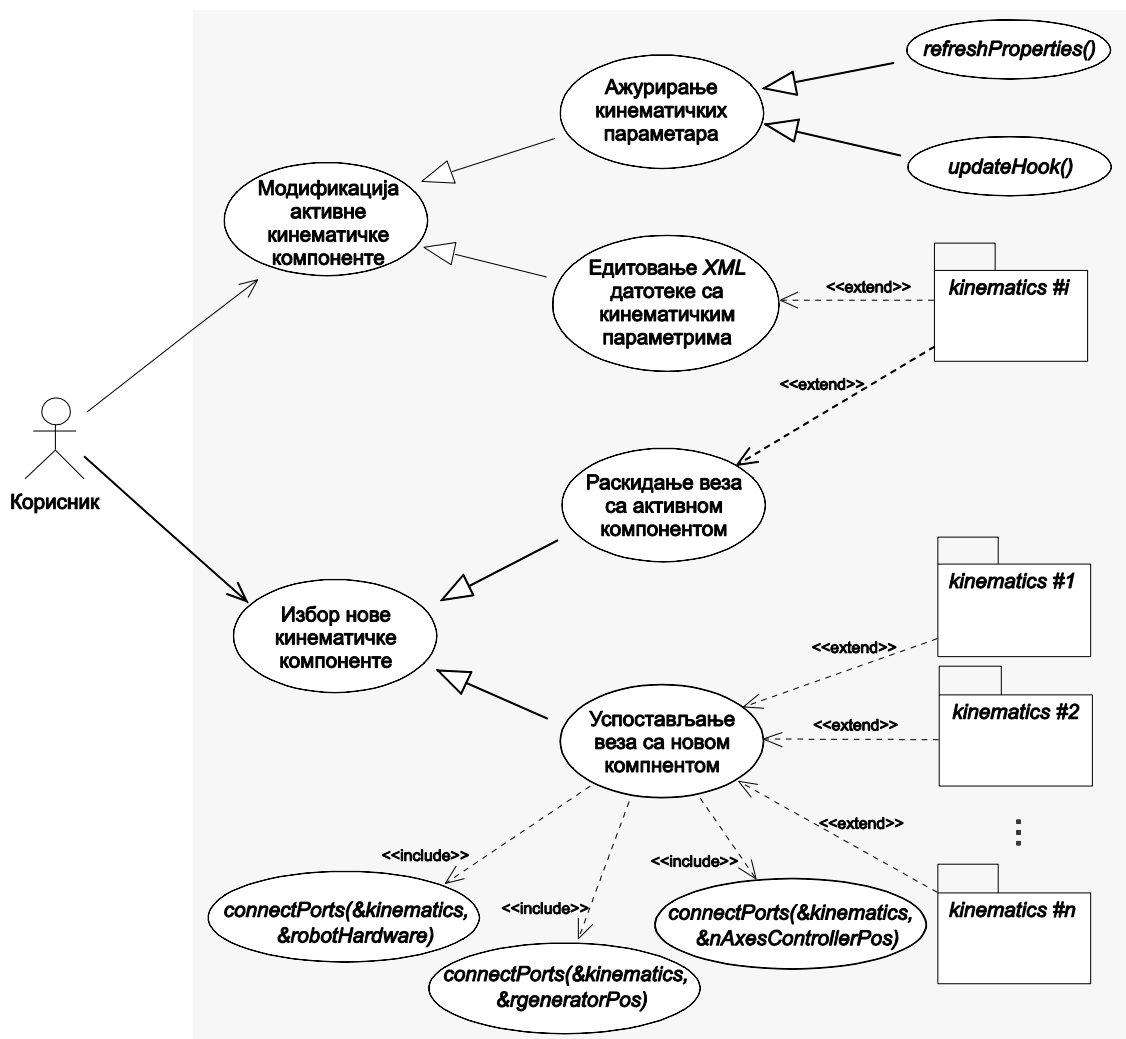 refreshProperties()
Ажурирање
кинематичких
параметара
updateHook()
Модификација
активне
кинематичке
компоненте
Едитовање XML
датотеке са
кинематичким
параметрима
<<extend>>
kinematics #i
<<extend>>
Корисник
Раскидање веза
са активном
компонентом
kinematics #1
Избор нове
кинематичке
компоненте
<<extend>>
Успостављање
веза са новом
компнентом
<<extend>>
kinematics #2
<<extend>>
<<include>>
<<include>>
<<include>>
connectPorts(&kinematics,
&robotHardware)
connectPorts(&kinematics,
&rgeneratorPos)
connectPorts(&kinematics,
&nAxesControllerPos)
kinematics #n